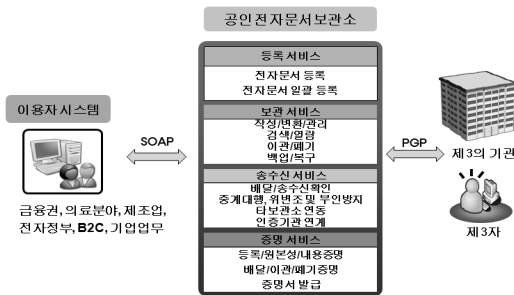 공인전자문서보관소
등록 서비스
전자문서 등록
전자문서 일괄 등록
보관 서비스
작성/변환/관리
검색/열람
이관/폐기
백업/복구
송수신 서비스
배달/송수신확인
중계대행, 위변조 및 부인방지
타보관소 연동
인증기관 연계
증명 서비스
등록/원본성/내용증명
배달/이관/폐기증명
증명서 발급
이용자시스템
금융권, 의료분야, 제조업,
전자정부, B2C, 기업업무
SOAP
PGP
제3의 기관
제3자